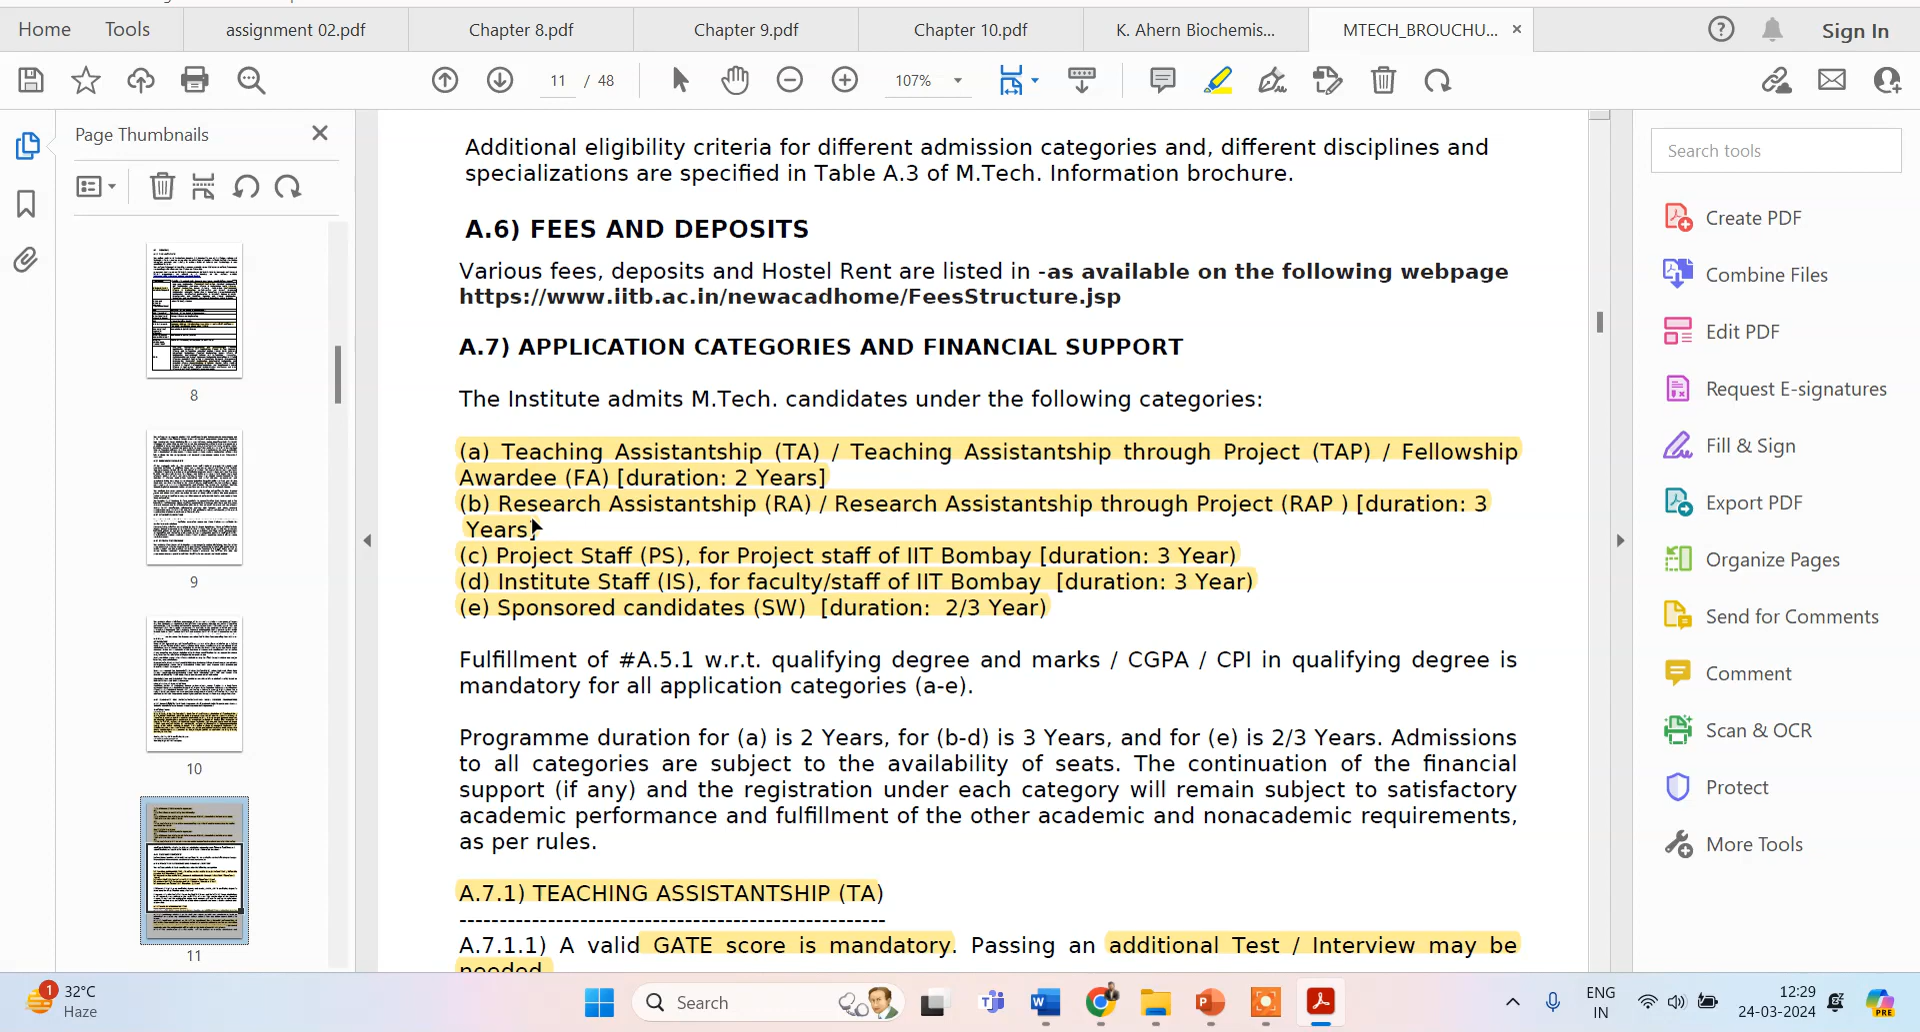 Home
Tools
assignment 02.pdf
Chapter 8.pdf
Chapter 9.pdf
Chapter 10.pdf
K. Ahern Biochemis...
MTECH_BROUCHU...
Sign In
11 / 48
107%
Page Thumbnails
8
9
10
11
Additional eligibility criteria for different admission categories and, different disciplines and
specializations are specified in Table A.3 of M.Tech. Information brochure.
A.6) FEES AND DEPOSITS
Various fees, deposits and Hostel Rent are listed in -as available on the following webpage
https://www.iitb.ac.in/newacadhome/FeesStructure.jsp
A.7) APPLICATION CATEGORIES AND FINANCIAL SUPPORT
The Institute admits M.Tech. candidates under the following categories:
(a) Teaching Assistantship (TA) / Teaching Assistantship through Project (TAP) / Fellowship
Awardee (FA) [duration: 2 Years]
(b) Research Assistantship (RA) / Research Assistantship through Project (RAP ) [duration: 3
Years]
(c) Project Staff (PS), for Project staff of IIT Bombay [duration: 3 Year)
(d) Institute Staff (IS), for faculty/staff of IIT Bombay [duration: 3 Year)
(e) Sponsored candidates (SW) [duration: 2/3 Year)
Fulfillment of #A.5.1 w.r.t. qualifying degree and marks / CGPA / CPI in qualifying degree is
mandatory for all application categories (a-e).
Programme duration for (a) is 2 Years, for (b-d) is 3 Years, and for (e) is 2/3 Years. Admissions
to all categories are subject to the availability of seats. The continuation of the financial
support (if any) and the registration under each category will remain subject to satisfactory
academic performance and fulfillment of the other academic and nonacademic requirements,
as per rules.
A.7.1) TEACHING ASSISTANTSHIP (TA)
-----------------------------------------------------
A.7.1.1) A valid GATE score is mandatory. Passing an additional Test / Interview may be
needed
Search tools
Create PDF
Combine Files
Edit PDF
Request E-signatures
Fill & Sign
Export PDF
Organize Pages
Send for Comments
Comment
Scan & OCR
Protect
More Tools
1
32°C
Haze
Search
ENG
IN
12:29
24-03-2024
PRE